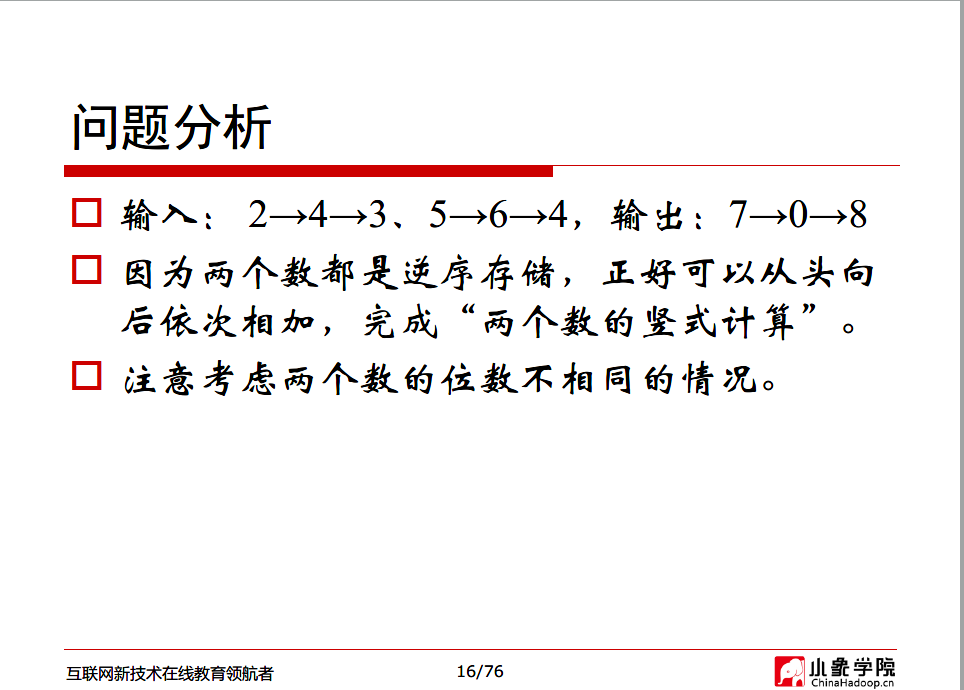 问题分析
输入： 2→4→3、5→6→4，输出：7→0→8
因为两个数都是逆序存储，正好可以从头向
后依次相加，完成“两个数的竖式计算”。
注意考虑两个数的位数不相同的情况。
互联网新技术在线教育领航者
16/76
小象学院
ChinaHadoop.cn